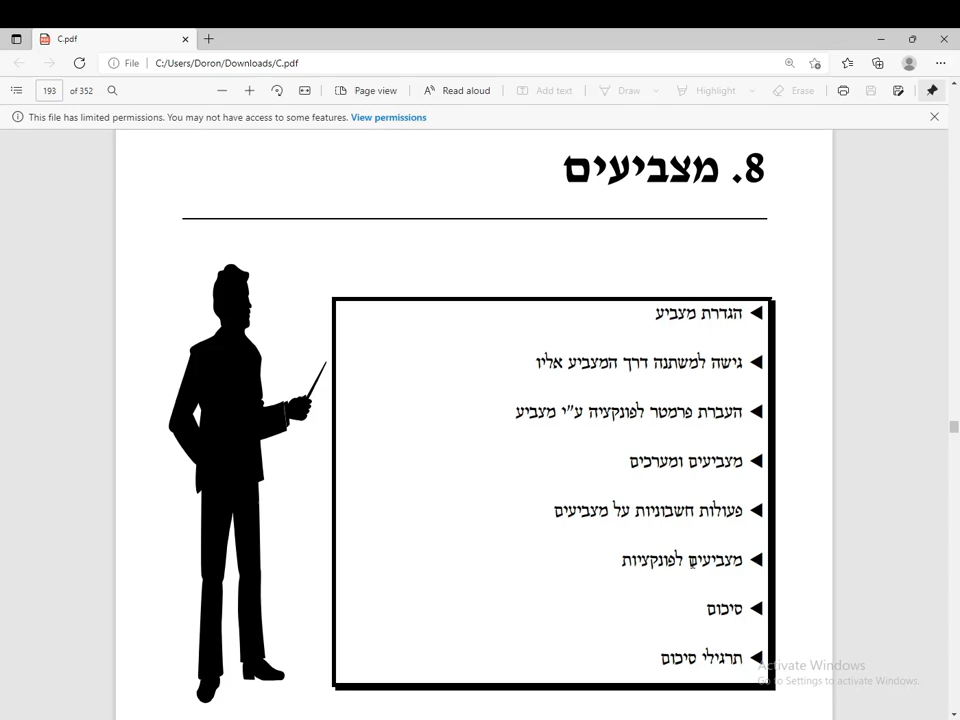 C.pdf
File C:/Users/Doron/Downloads/C.pdf
193 of 352 Page view Read aloud Add text Draw Highlight Erase
This file has limited permissions. You may not have access to some features. View permissions
8. מצביעים
הגדרת מצביע
גישה למשתנה דרך המצביע אליו
העברת פרמטר לפונקציה ע"י מצביע
מצביעים ומערכים
פעולות חשבוניות על מצביעים
מצביעים לפונקציות
סיכום
תרגילי סיכום
Activate Windows
Go to Settings to activate Windows.